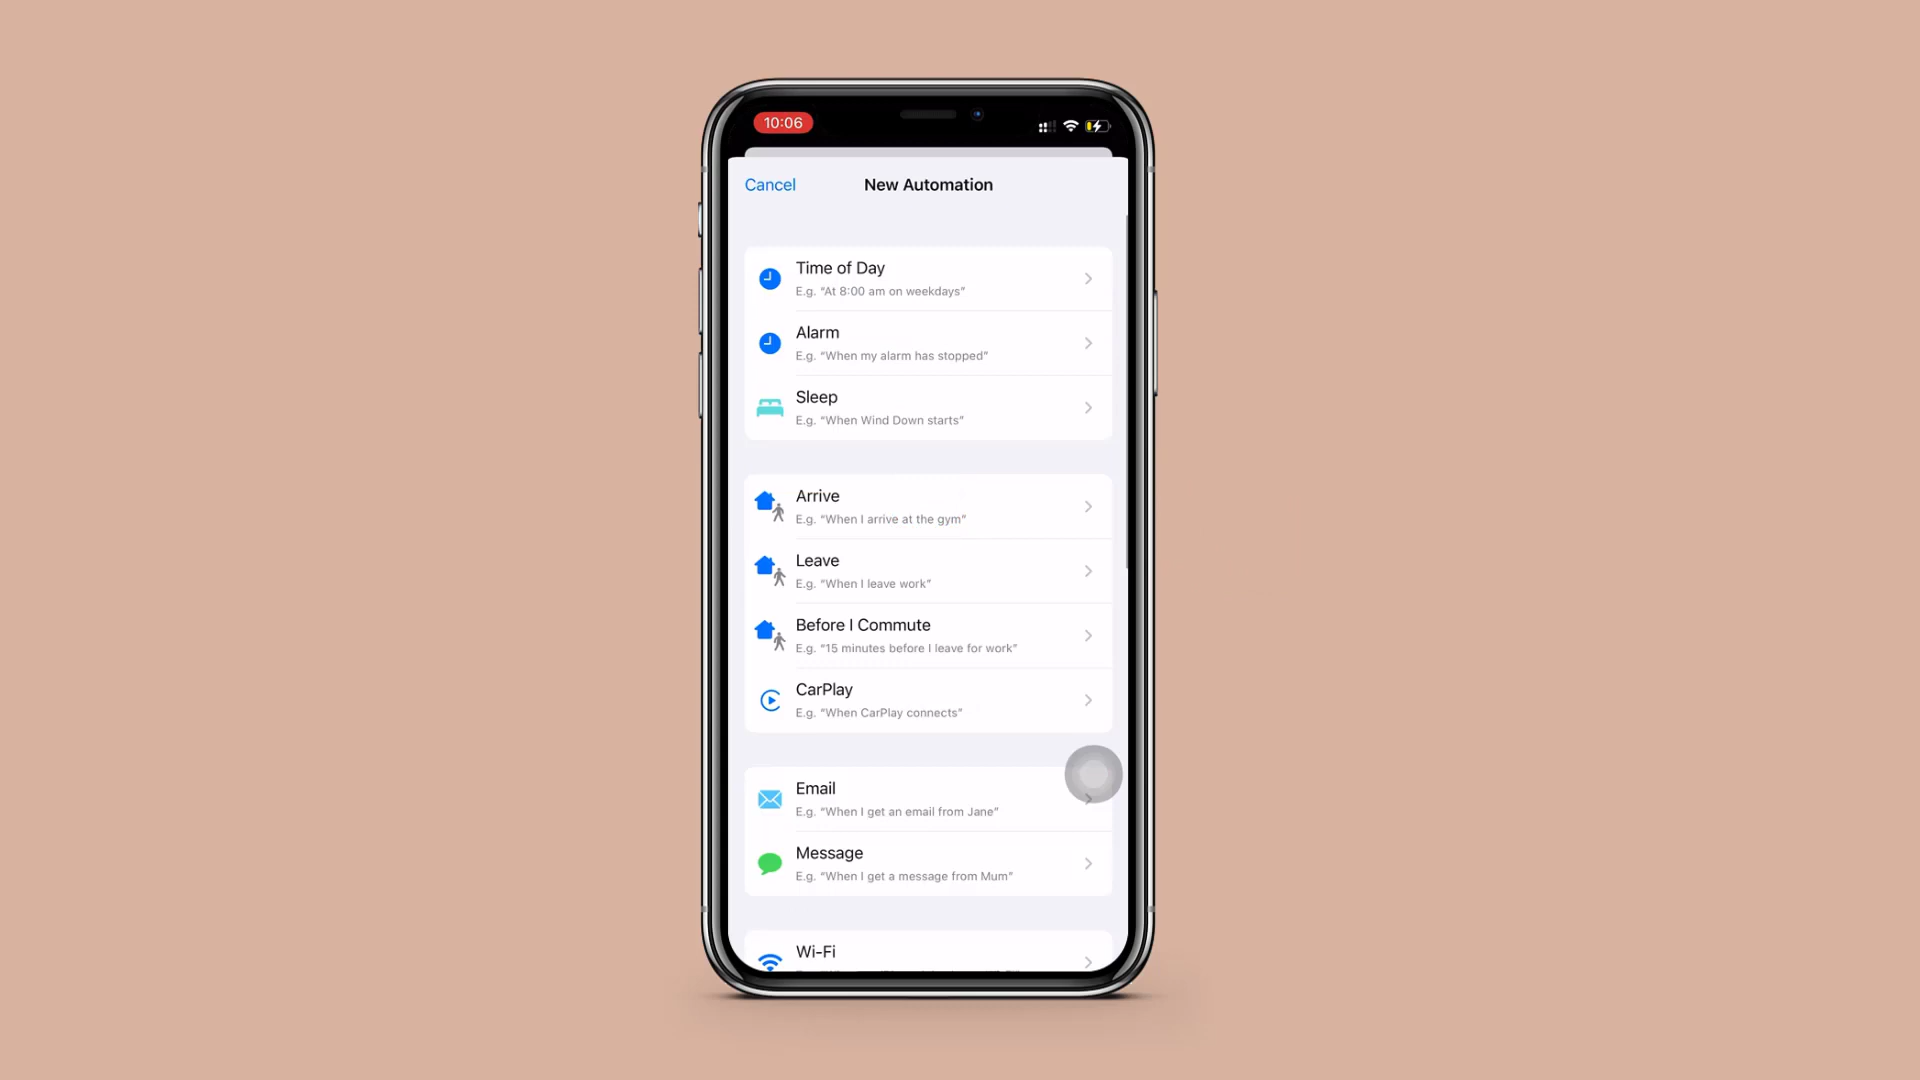 10:06
Cancel
New Automation
Time of Day
E.g. “At 8:00 am on weekdays”
Alarm
E.g. “When my alarm has stopped”
Sleep
E.g. “When Wind Down starts”
Arrive
E.g. “When I arrive at the gym”
Leave
E.g. “When I leave work”
Before I Commute
E.g. “15 minutes before I leave for work”
CarPlay
E.g. “When CarPlay connects”
Email
E.g. “When I get an email from Jane”
Message
E.g. “When I get a message from Mum”
Wi-Fi